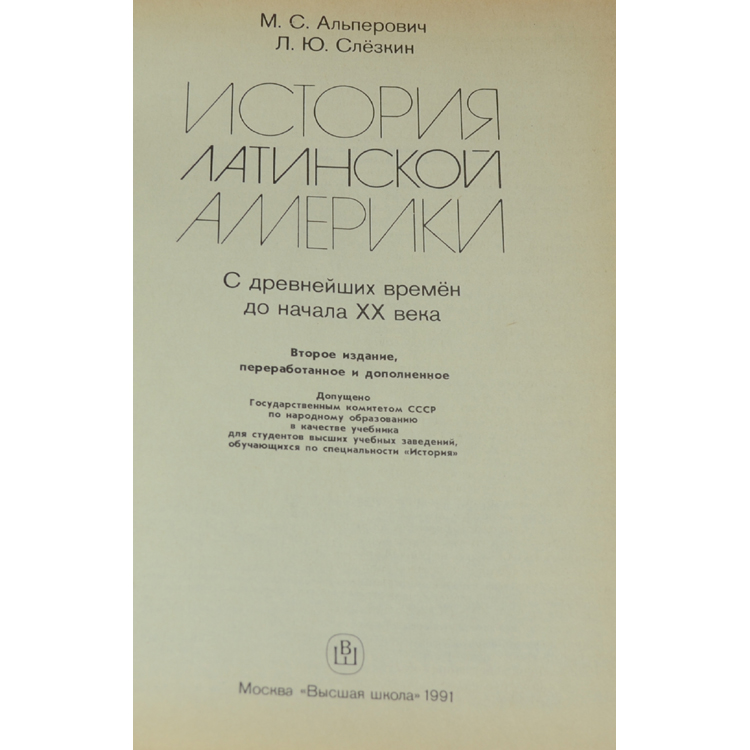 М. С. Альперович
Л. Ю. Слёзкин
ИСТОРИЯ
ЛАТИНСКОЙ
АМЕРИКИ
С древнейших времён
до начала XX века
Второе издание,
переработанное и дополненное
Допущено
Государственным комитетом СССР
по народному образованию
в качестве учебника
для студентов высших учебных заведений,
обучающихся по специальности «История»
ВШ
Москва «Высшая школа» 1991